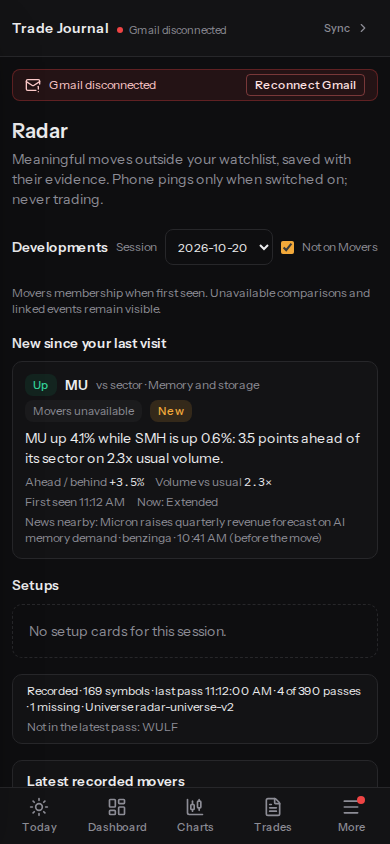 Trade Journal Gmail disconnected Sync
Gmail disconnected Reconnect Gmail
Radar
Meaningful moves outside your watchlist, saved with
their evidence. Phone pings only when switched on;
never trading.
Developments Session 2026-10-20 Not on Movers
Movers membership when first seen. Unavailable comparisons and
linked events remain visible.
New since your last visit
Up MU vs sector · Memory and storage
Movers unavailable New
MU up 4.1% while SMH is up 0.6%: 3.5 points ahead of
its sector on 2.3x usual volume.
Ahead / behind +3.5% Volume vs usual 2.3×
First seen 11:12 AM Now: Extended
News nearby: Micron raises quarterly revenue forecast on AI
memory demand · benzinga · 10:41 AM (before the move)
Setups
No setup cards for this session.
Recorded · 169 symbols · last pass 11:12:00 AM · 4 of 390 passes
· 1 missing · Universe radar-universe-v2
Not in the latest pass: WULF
Latest recorded movers
Today Dashboard Charts Trades More